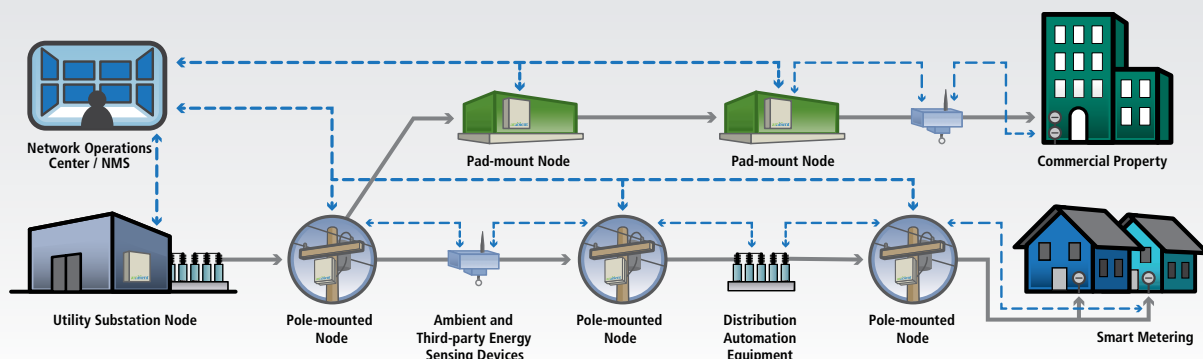 Network Operations
Center / NMS
Pad-mount Node
Pad-mount Node
Commercial Property
Utility Substation Node
Pole-mounted
Node
Ambient and
Third-party Energy
Sensing Devices
Pole-mounted
Node
Distribution
Automation
Equipment
Pole-mounted
Node
Smart Metering